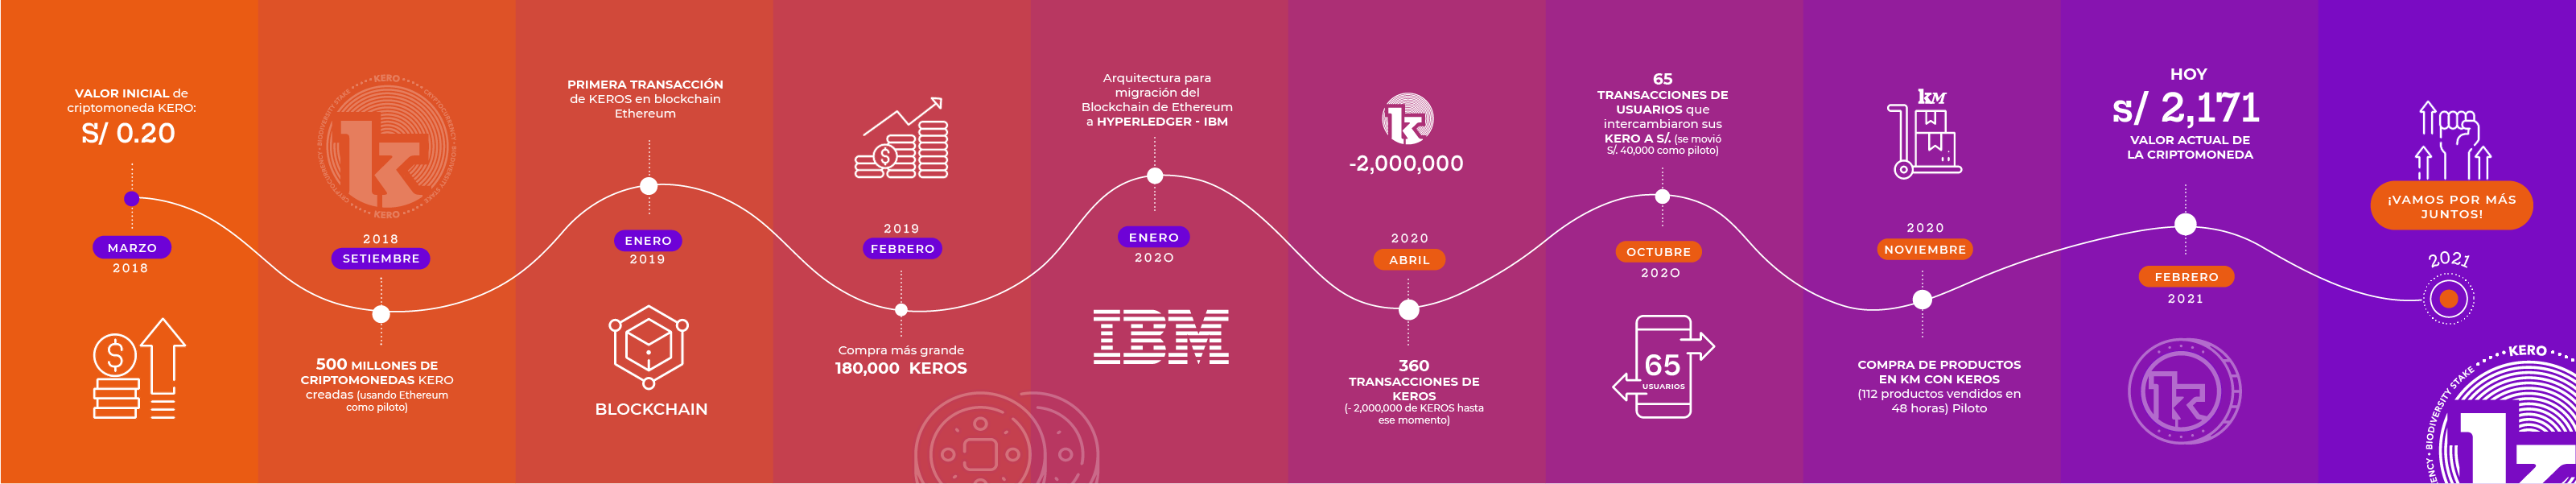 VALOR INICIAL de
criptomoneda KERO:
S/ 0.20
MARZO
2018
KERO
CRYPTOCURRENCY
BIODIVERSITY STAKE
KERO
CRYPTOCURRENCY
BIODIVERSITY STAKE
2018
SETIEMBRE
500 MILLONES DE
CRIPTOMONEDAS KERO
creadas (usando Ethereum
como piloto)
PRIMERA TRANSACCIÓN
de KEROS en blockchain
Ethereum
ENERO
2019
BLOCKCHAIN
2019
FEBRERO
Compra más grande
180,000 KEROS
Arquitectura para
migración del
Blockchain de Ethereum
a HYPERLEDGER - IBM
ENERO
2020
IBM
k
-2,000,000
2020
ABRIL
360
TRANSACCIONES DE
KEROS
(- 2,000,000 de KEROS hasta
ese momento)
65
TRANSACCIONES DE
USUARIOS que
intercambiaron sus
KERO A S/. (se movió
S/. 40,000 como piloto)
OCTUBRE
2020
65
USUARIOS
kM
2020
NOVIEMBRE
COMPRA DE PRODUCTOS
EN KM CON KEROS
(112 productos vendidos en
48 horas) Piloto
HOY
s/ 2,171
VALOR ACTUAL DE
LA CRIPTOMONEDA
FEBRERO
2021
k
¡VAMOS POR MÁS
JUNTOS!
2021
KERO
BIODIVERSITY STAKE
ENCY
k